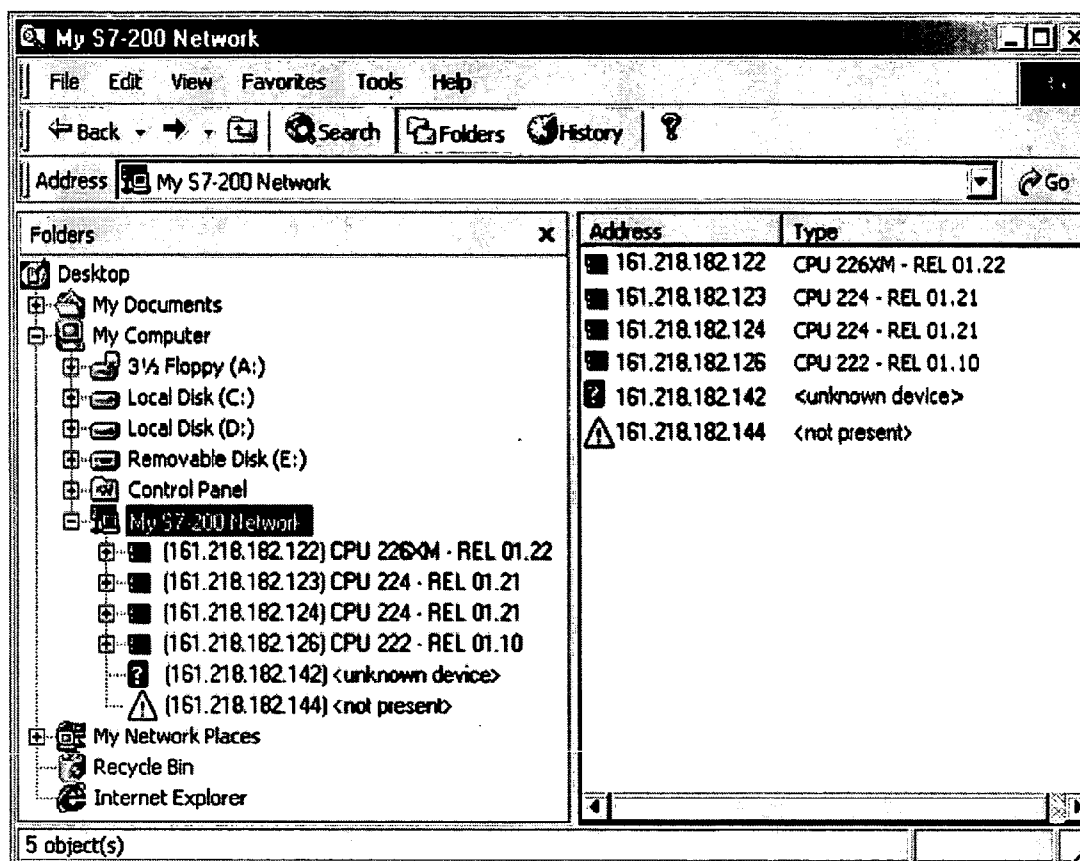 My S7-200 Network
File Edit View Favorites Tools Help
Back Search Folders History
Address My S7-200 Network Go
Folders x
Desktop
My Documents
My Computer
3½ Floppy (A:)
Local Disk (C:)
Local Disk (D:)
Removable Disk (E:)
Control Panel
My S7-200 Network
(161.218.182.122) CPU 226XM - REL 01.22
(161.218.182.123) CPU 224 - REL 01.21
(161.218.182.124) CPU 224 - REL 01.21
(161.218.182.126) CPU 222 - REL 01.10
(161.218.182.142) <unknown device>
(161.218.182.144) <not present>
My Network Places
Recycle Bin
Internet Explorer
Address Type
161.218.182.122 CPU 226XM - REL 01.22
161.218.182.123 CPU 224 - REL 01.21
161.218.182.124 CPU 224 - REL 01.21
161.218.182.126 CPU 222 - REL 01.10
161.218.182.142 <unknown device>
161.218.182.144 <not present>
5 object(s)